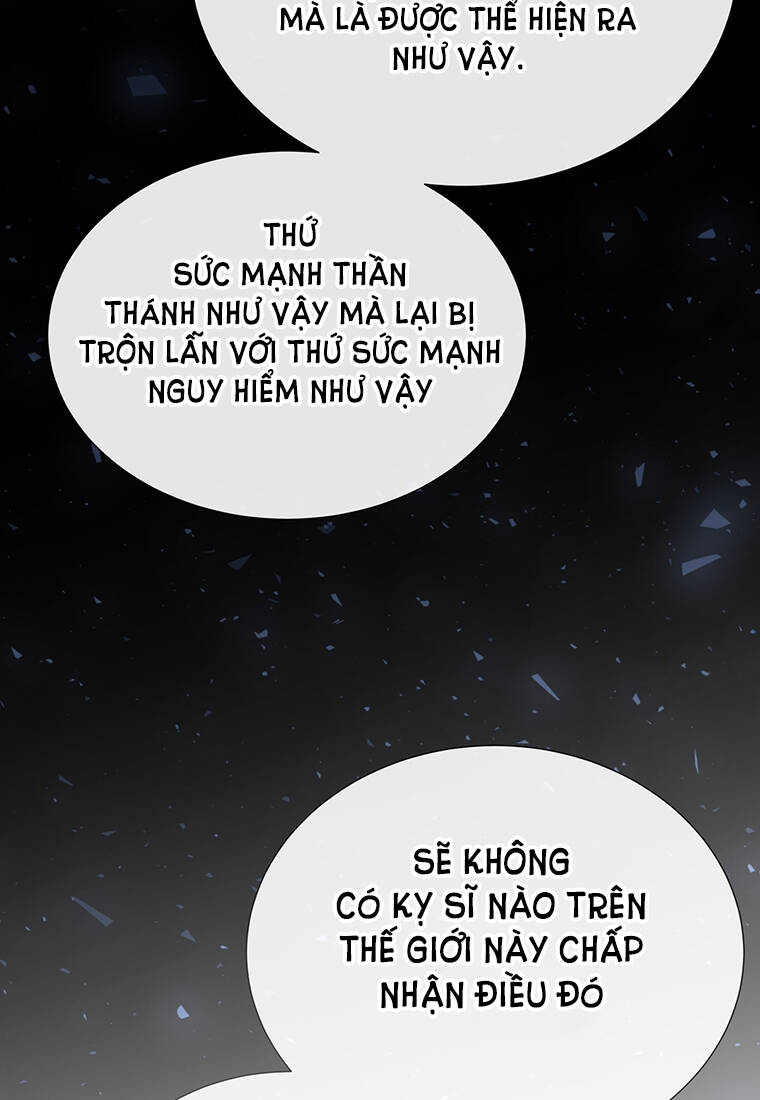 MÀ LÀ ĐƯỢC THỂ HIỆN RA
NHƯ VẬY.
THỨ
SỨC MẠNH THẦN
THÁNH NHƯ VẬY MÀ LẠI BỊ
TRỘN LẪN VỚI THỨ SỨC MẠNH
NGUY HIỂM NHƯ VẬY
SẼ KHÔNG
CÓ KỴ SĨ NÀO TRÊN
THẾ GIỚI NÀY CHẤP
NHẬN ĐIỀU ĐÓ